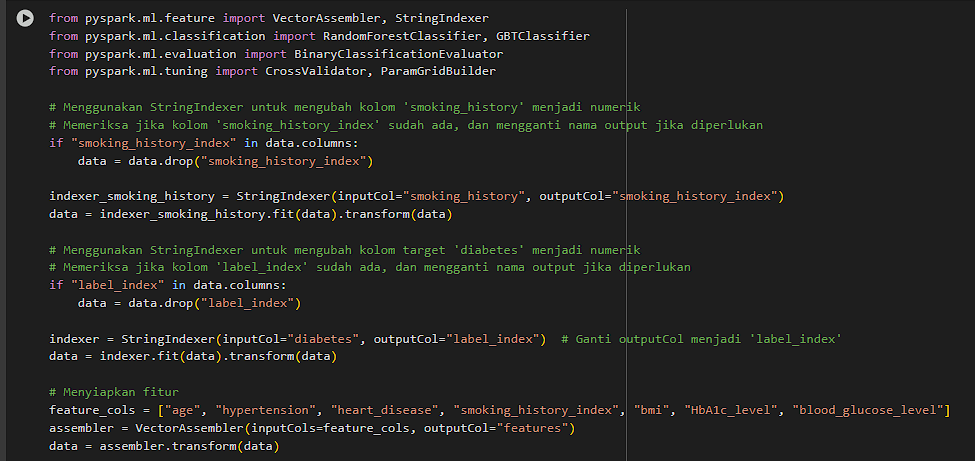 from pyspark.ml.feature import VectorAssembler, StringIndexer
from pyspark.ml.classification import RandomForestClassifier, GBTClassifier
from pyspark.ml.evaluation import BinaryClassificationEvaluator
from pyspark.ml.tuning import CrossValidator, ParamGridBuilder

# Menggunakan StringIndexer untuk mengubah kolom 'smoking_history' menjadi numerik
# Memeriksa jika kolom 'smoking_history_index' sudah ada, dan mengganti nama output jika diperlukan
if "smoking_history_index" in data.columns:
    data = data.drop("smoking_history_index")

indexer_smoking_history = StringIndexer(inputCol="smoking_history", outputCol="smoking_history_index")
data = indexer_smoking_history.fit(data).transform(data)

# Menggunakan StringIndexer untuk mengubah kolom target 'diabetes' menjadi numerik
# Memeriksa jika kolom 'label_index' sudah ada, dan mengganti nama output jika diperlukan
if "label_index" in data.columns:
    data = data.drop("label_index")

indexer = StringIndexer(inputCol="diabetes", outputCol="label_index")  # Ganti outputCol menjadi 'label_index'
data = indexer.fit(data).transform(data)

# Menyiapkan fitur
feature_cols = ["age", "hypertension", "heart_disease", "smoking_history_index", "bmi", "HbA1c_level", "blood_glucose_level"]
assembler = VectorAssembler(inputCols=feature_cols, outputCol="features")
data = assembler.transform(data)